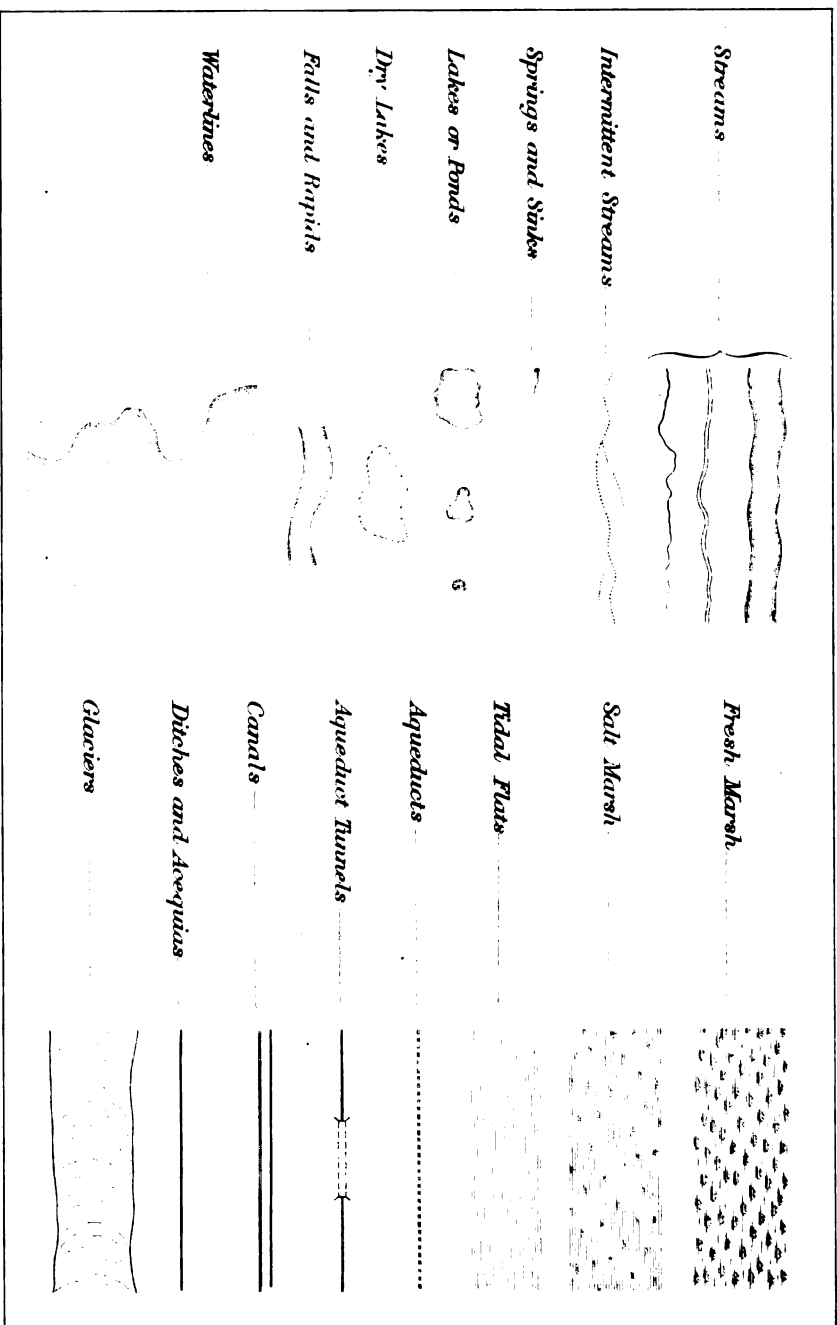 Streams
Intermittent Streams
Springs and Sinks
Lakes or Ponds
Dry Lakes
Falls and Rapids
Waterlines
Fresh Marsh
Salt Marsh
Tidal Flats
Aqueducts
Aqueduct Tunnels
Canals
Ditches and Acequias
Glaciers